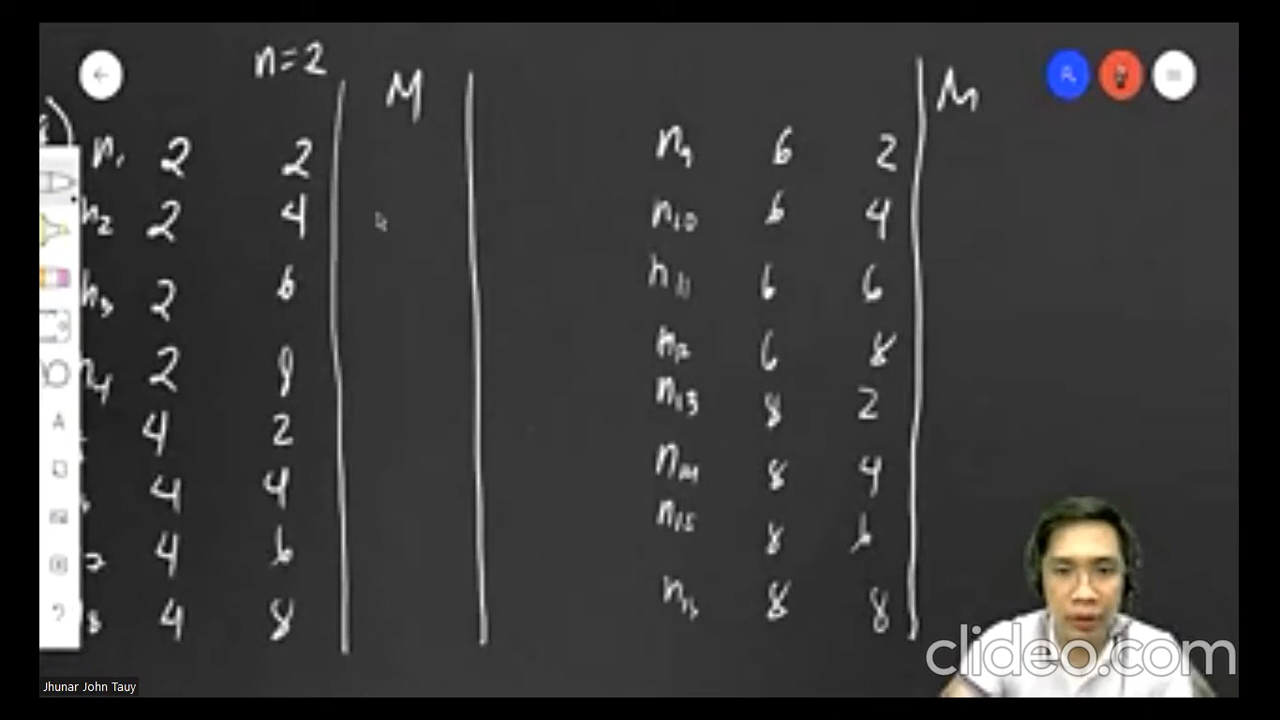 n=2
M
n₁ 2 2
n₂ 2 4
n₃ 2 6
n₄ 2 8
4 2
4 4
7 4 6
8 4 8
M
n₉ 6 2
n₁₀ 6 4
n₁₁ 6 6
n₁₂ 6 8
n₁₃ 8 2
n₁₄ 8 4
n₁₅ 8 6
8 8
A
?
clideo.com
Jhunar John Tauy